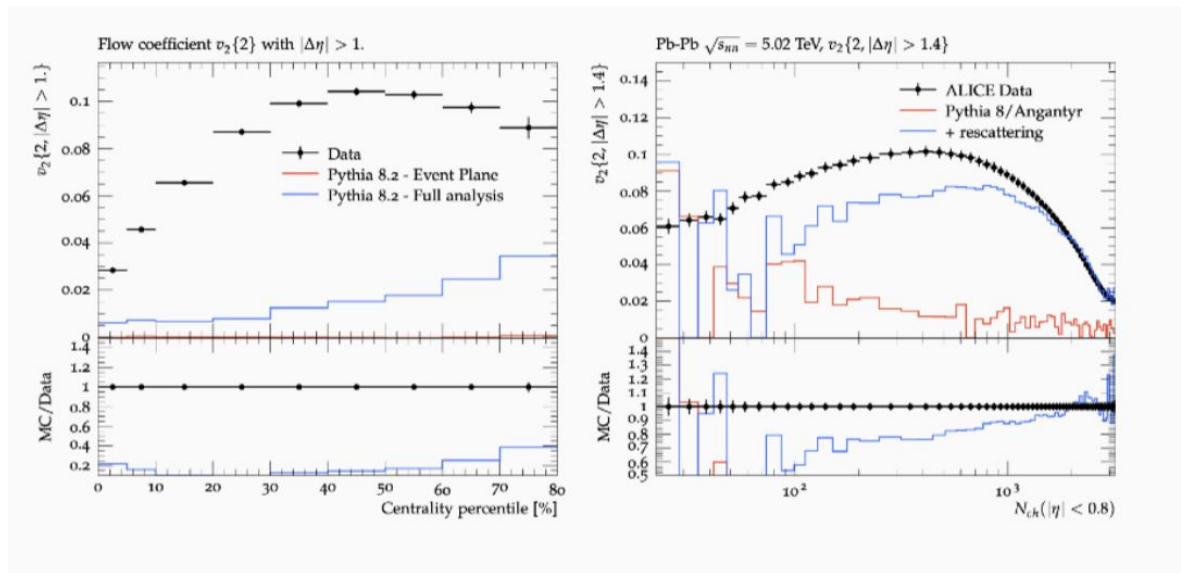 Flow coefficient v₂{2} with |Δη| > 1.
v₂{2, |Δη| > 1.}
0.1
0.08
0.06
0.04
0.02
0
Data
Pythia 8.2 - Event Plane
Pythia 8.2 - Full analysis
MC/Data
1.4
1.2
1
0.8
0.6
0.4
0.2
0 10 20 30 40 50 60 70 80
Centrality percentile [%]
Pb-Pb √sₙₙ = 5.02 TeV, v₂{2, |Δη| > 1.4}
v₂{2, |Δη| > 1.4}
0.14
0.12
0.1
0.08
0.06
0.04
0.02
0
ALICE Data
Pythia 8/Angantyr
+ rescattering
MC/Data
1.4
1.3
1.2
1.1
1
0.9
0.8
0.7
0.6
0.5
10² 10³
N_ch(|η| < 0.8)